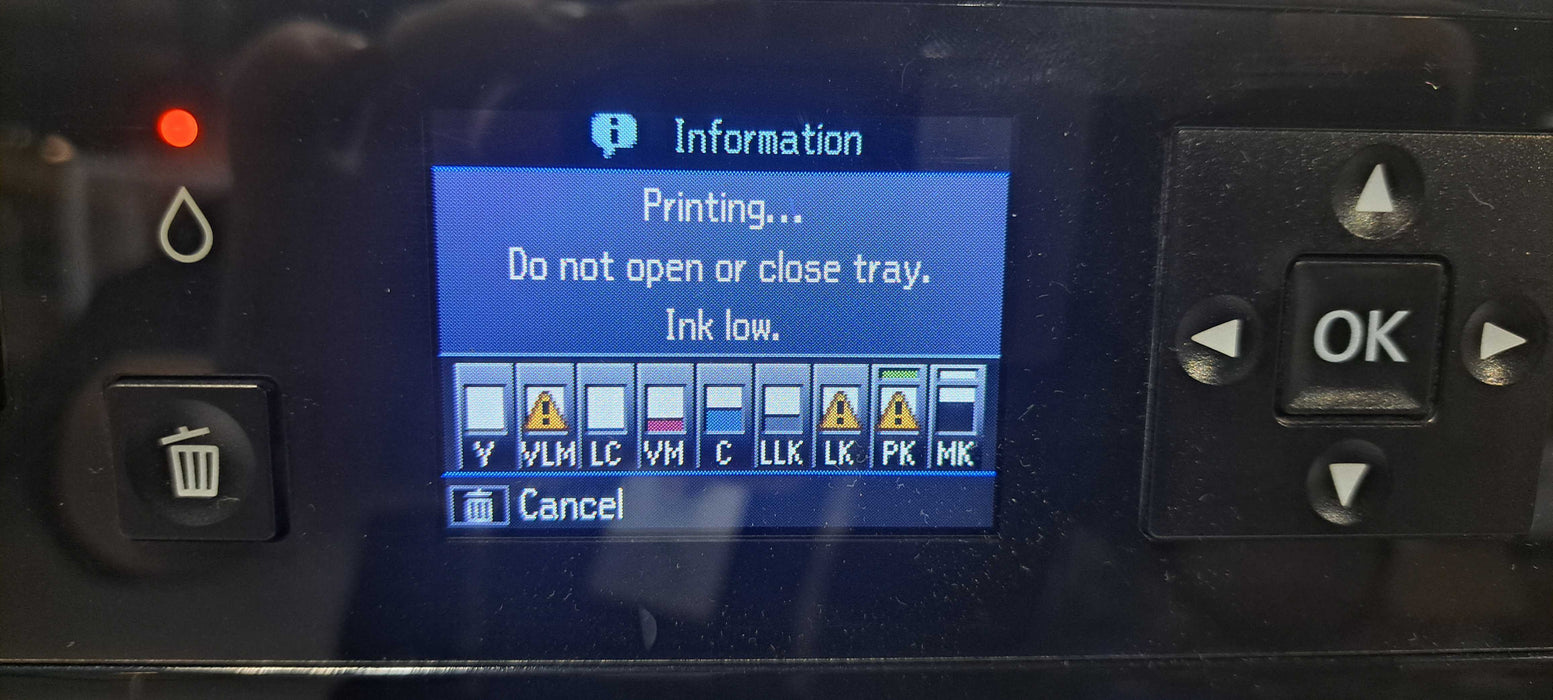 Information
Printing...
Do not open or close tray.
Ink low.
Y VLM LC VM C LLK LK PK MK
Cancel
OK